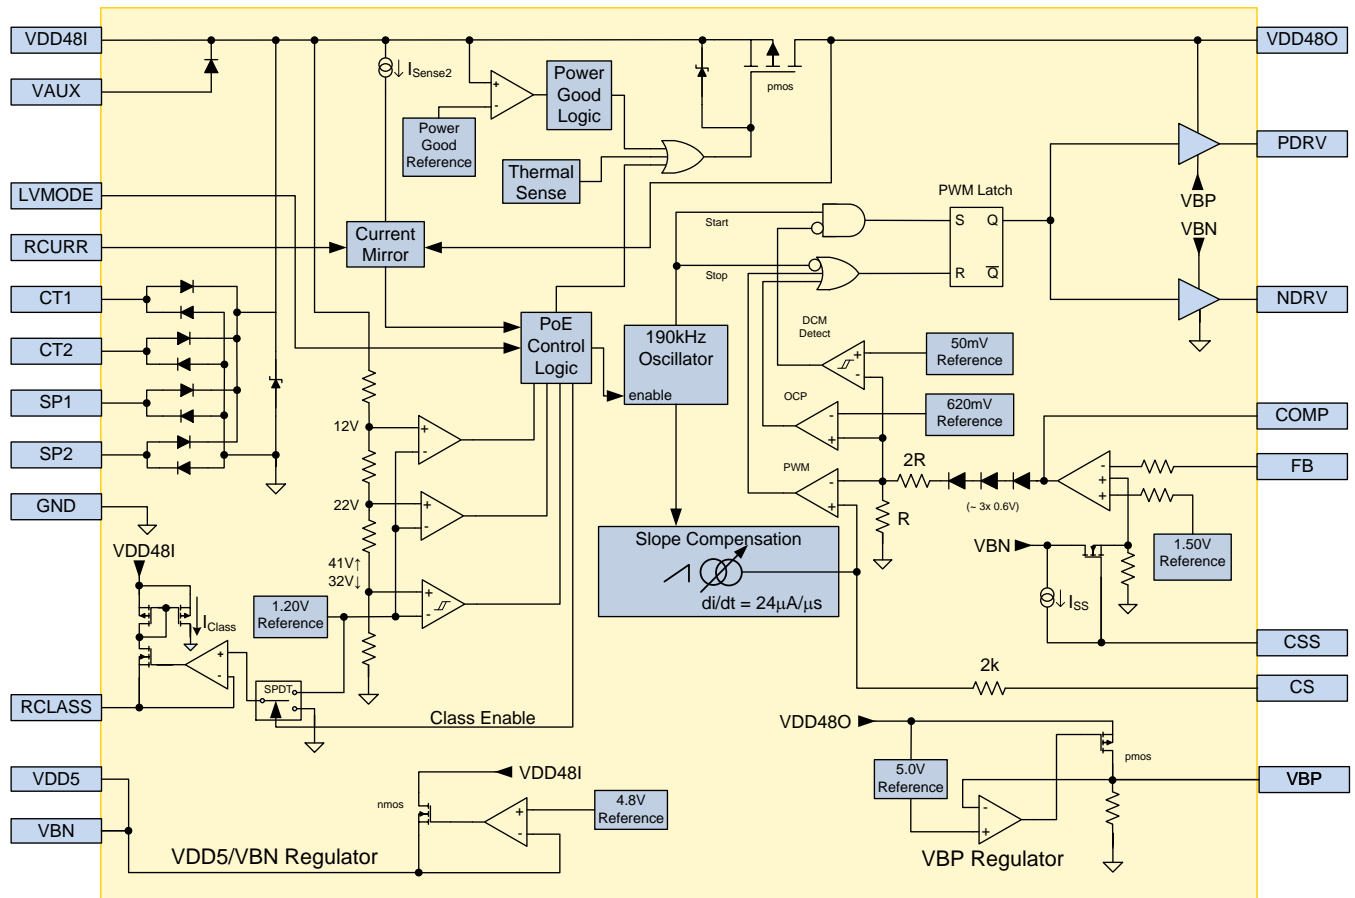 VDD48I
VDD48O
VAUX
I Sense2
Power
Good
Logic
pmos
Power
Good
Reference
PDRV
Thermal
Sense
LVMODE
PWM Latch
VBP
Start
S Q
VBN
RCURR
Current
Mirror
Stop
R Q
CT1
NDRV
PoE
Control
Logic
190kHz
Oscillator
enable
DCM
Detect
50mV
Reference
CT2
SP1
OCP
620mV
Reference
COMP
12V
+
-
SP2
PWM
2R
FB
GND
22V
(~ 3x 0.6V)
R
Slope Compensation
di/dt = 24µA/µs
VBN
1.50V
Reference
VDD48I
41V↑
32V↓
I Class
1.20V
Reference
I SS
CSS
SPDT
2k
CS
RCLASS
Class Enable
VDD48O
pmos
VDD5
VDD48I
5.0V
Reference
VBP
nmos
4.8V
Reference
VBN
VDD5/VBN Regulator
VBP Regulator